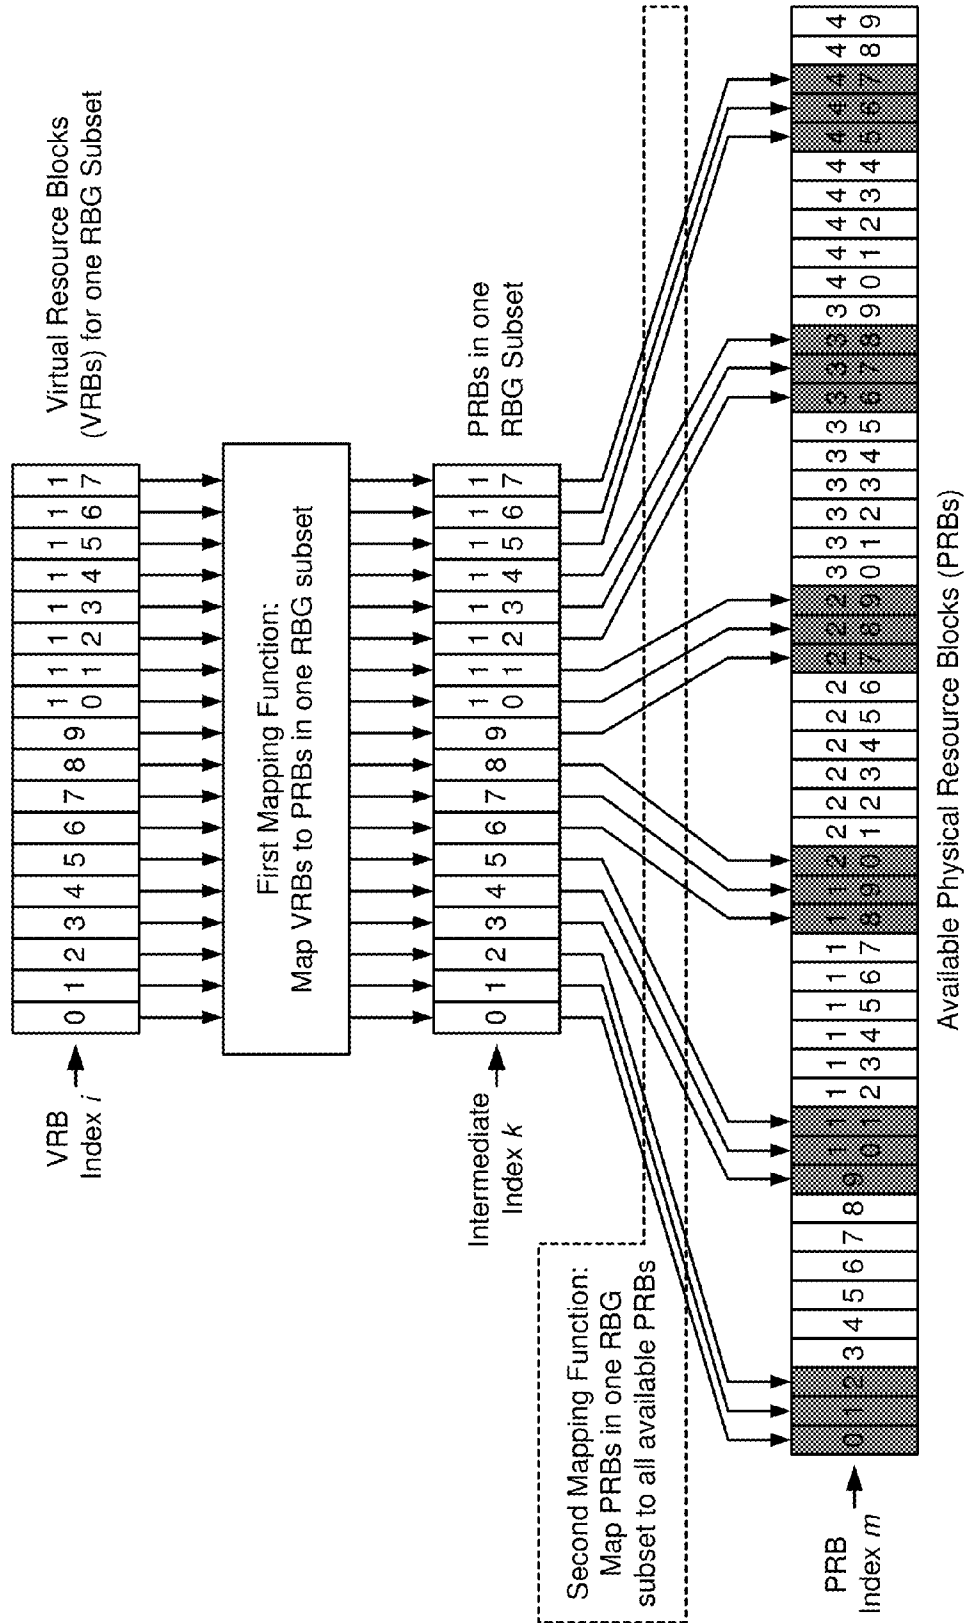 Virtual Resource Blocks
(VRBs) for one RBG Subset
VRB
Index i
0 1 2 3 4 5 6 7 8 9 10 11 12 13 14 15 16 17
First Mapping Function:
Map VRBs to PRBs in one RBG subset
PRBs in one
RBG Subset
Intermediate
Index k
0 1 2 3 4 5 6 7 8 9 10 11 12 13 14 15 16 17
Second Mapping Function:
Map PRBs in one RBG
subset to all available PRBs
PRB
Index m
0 1 2 3 4 5 6 7 8 9 10 11 12 13 14 15 16 17 18 19 20 21 22 23 24 25 26 27 28 29 30 31 32 33 34 35 36 37 38 39 40 41 42 43 44 45 46 47 48 49
Available Physical Resource Blocks (PRBs)